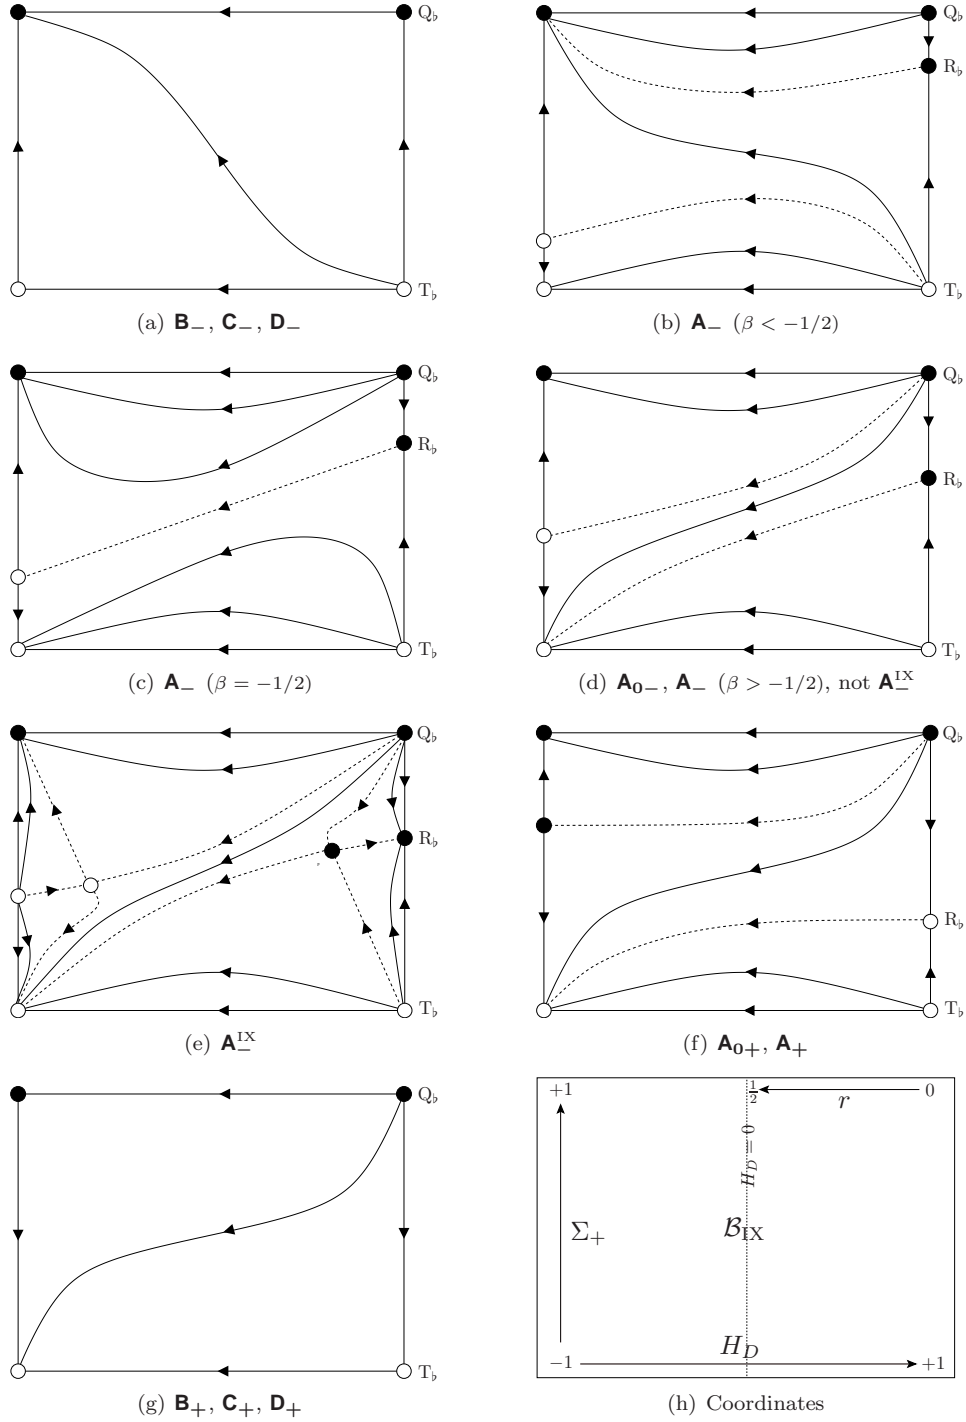 Q♭
Q♭
R♭
T♭
T♭
(a) B₋, C₋, D₋
(b) A₋ (β < −1/2)
Q♭
Q♭
R♭
R♭
T♭
T♭
(c) A₋ (β = −1/2)
(d) A₀₋, A₋ (β > −1/2), not A₋ᴵˣ
Q♭
Q♭
R♭
R♭
T♭
T♭
(e) A₋ᴵˣ
(f) A₀₊, A₊
Q♭
+1
1/2
r
0
H_D = 0
Σ₊
B_IX
H_D
T♭
−1
+1
(g) B₊, C₊, D₊
(h) Coordinates